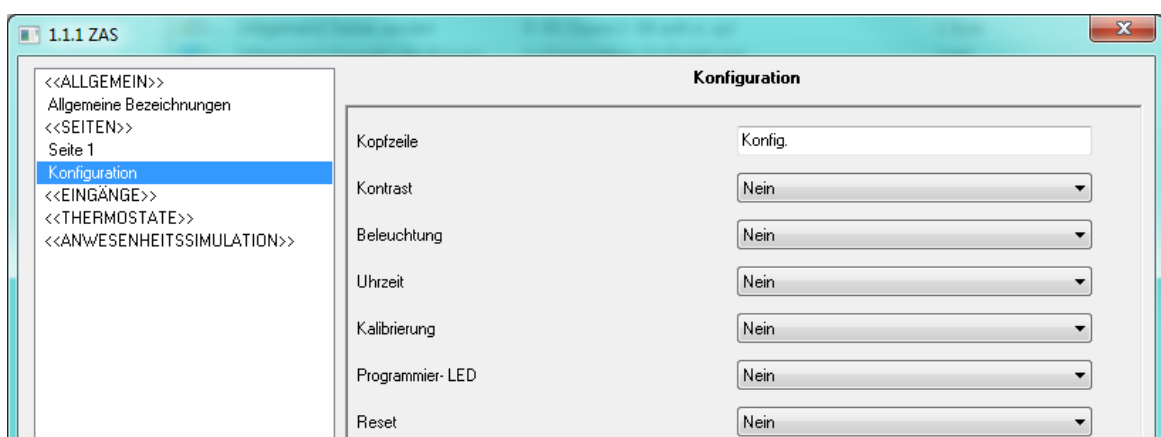 1.1.1 ZAS
<<ALLGEMEIN>>
Allgemeine Bezeichnungen
<<SEITEN>>
Seite 1
Konfiguration
<<EINGÄNGE>>
<<THERMOSTATE>>
<<ANWESENHEITSSIMULATION>>
Konfiguration
Kopfzeile Konfig.
Kontrast Nein
Beleuchtung Nein
Uhrzeit Nein
Kalibrierung Nein
Programmier- LED Nein
Reset Nein